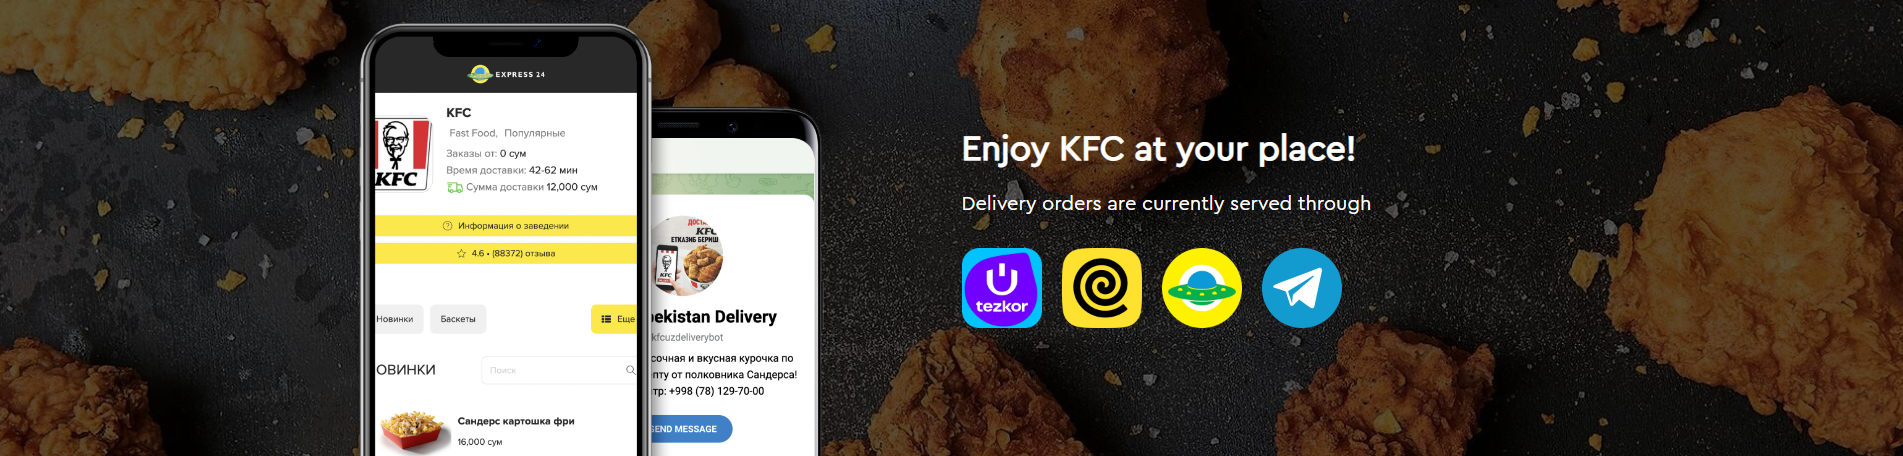 EXPRESS 24
KFC
Fast Food, Популярные
Заказы от: 0 сум
Время доставки: 42-62 мин
Сумма доставки 12,000 сум
KFC
Информация о заведении
4.6 • (88372) отзыва
Новинки
Баскеты
Еще
ОВИНКИ
Поиск
Сандерс картошка фри
16,000 сум
ДОСТА
KFC
ЕТКАЗИБ БЕРИШ
ekistan Delivery
kfcuzdeliverybot
сочная и вкусная курочка по
пту от полковника Сандерса!
тр: +998 (78) 129-70-00
SEND MESSAGE
Enjoy KFC at your place!
Delivery orders are currently served through
tezkor